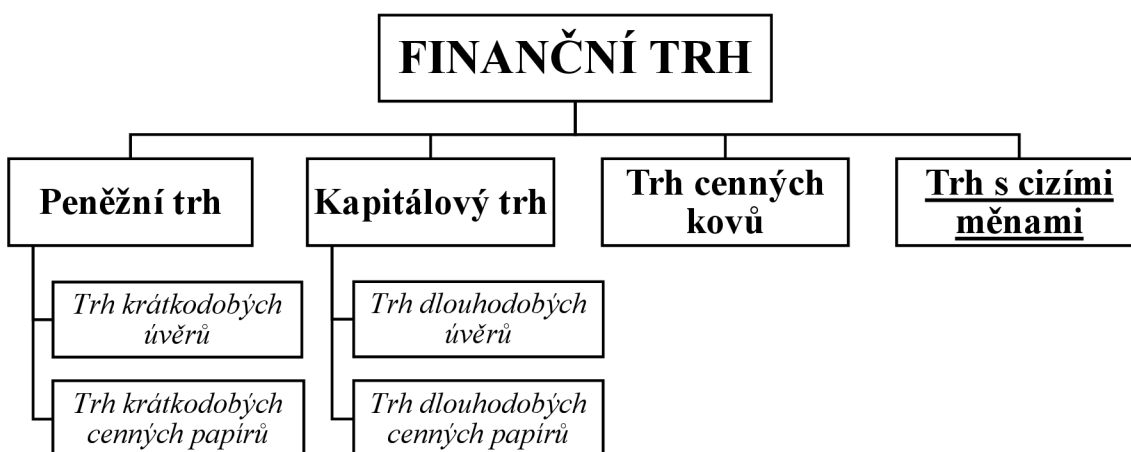 FINANČNÍ TRH
Peněžní trh
Kapitálový trh
Trh cenných
kovů
Trh s cizími
měnami
Trh krátkodobých
úvěrů
Trh dlouhodobých
úvěrů
Trh krátkodobých
cenných papírů
Trh dlouhodobých
cenných papírů